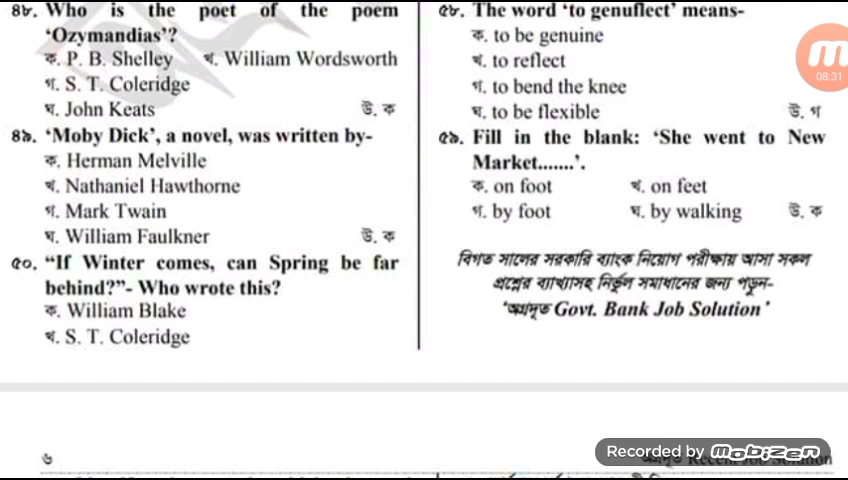 ৪৮. Who is the poet of the poem
‘Ozymandias’?
ক. P. B. Shelley খ. William Wordsworth
গ. S. T. Coleridge
ঘ. John Keats উ. ক
৪৯. ‘Moby Dick’, a novel, was written by-
ক. Herman Melville
খ. Nathaniel Hawthorne
গ. Mark Twain
ঘ. William Faulkner উ. ক
৫০. “If Winter comes, can Spring be far
behind?”- Who wrote this?
ক. William Blake
খ. S. T. Coleridge
৫৮. The word ‘to genuflect’ means-
ক. to be genuine
খ. to reflect
গ. to bend the knee
ঘ. to be flexible উ. গ
৫৯. Fill in the blank: ‘She went to New
Market.......’.
ক. on foot খ. on feet
গ. by foot ঘ. by walking উ. ক
বিগত সালের সরকারি ব্যাংক নিয়োগ পরীক্ষায় আসা সকল
প্রশ্নের ব্যাখ্যাসহ নির্ভুল সমাধানের জন্য পড়ুন-
‘অগ্রদূত Govt. Bank Job Solution’
08:31
৬
Recorded by MOBIZEN